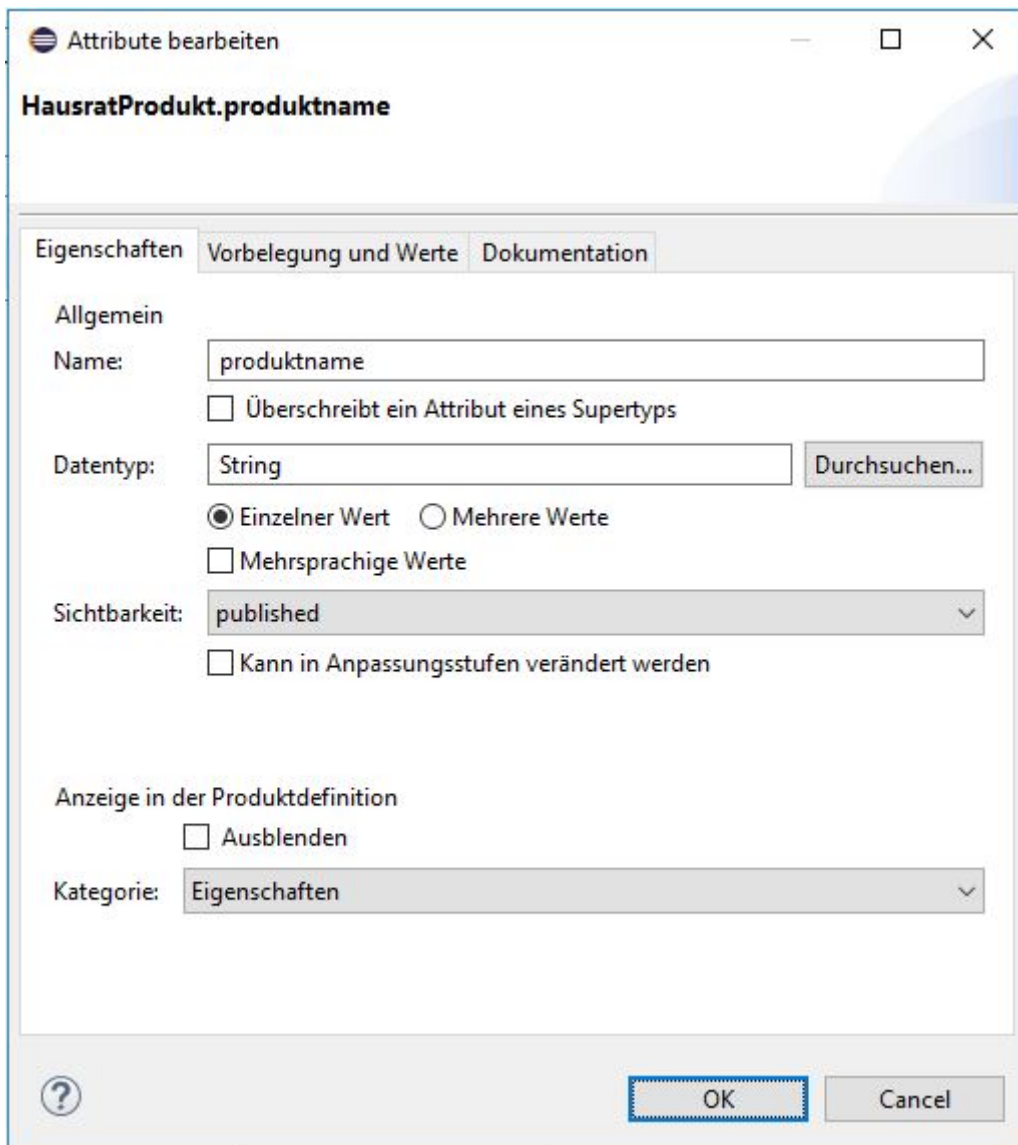 Attribute bearbeiten
HausratProdukt.produktname
Eigenschaften Vorbelegung und Werte Dokumentation
Allgemein
Name: produktname
Überschreibt ein Attribut eines Supertyps
Datentyp: String Durchsuchen...
Einzelner Wert Mehrere Werte
Mehrsprachige Werte
Sichtbarkeit: published
Kann in Anpassungsstufen verändert werden
Anzeige in der Produktdefinition
Ausblenden
Kategorie: Eigenschaften
? OK Cancel